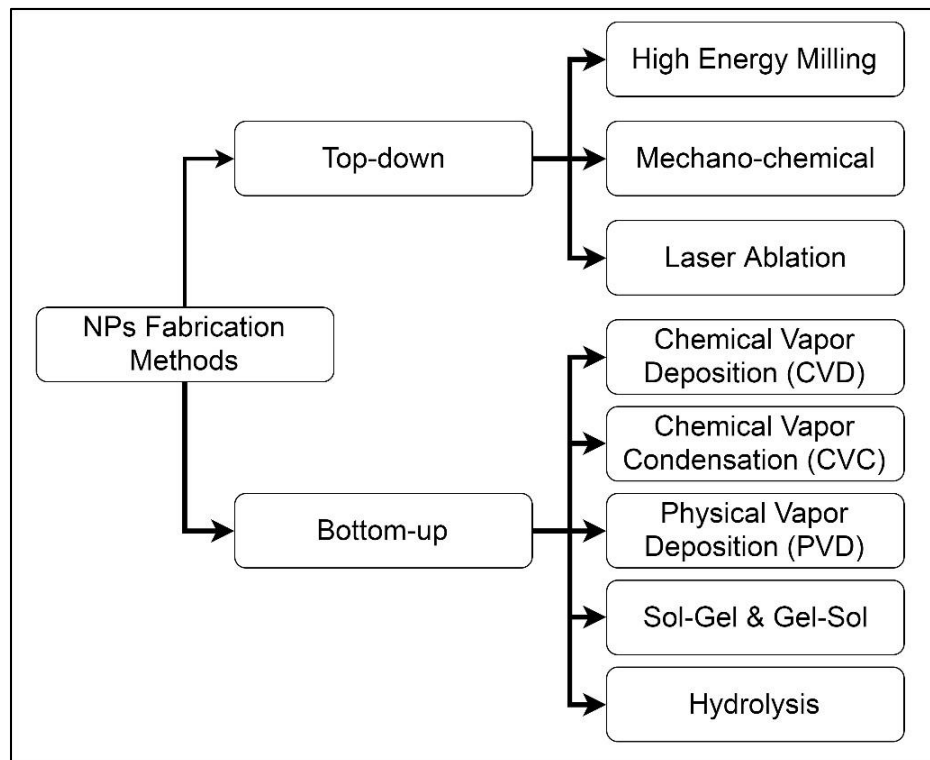 NPs Fabrication
Methods
Top-down
High Energy Milling
Mechano-chemical
Laser Ablation
Bottom-up
Chemical Vapor
Deposition (CVD)
Chemical Vapor
Condensation (CVC)
Physical Vapor
Deposition (PVD)
Sol-Gel & Gel-Sol
Hydrolysis